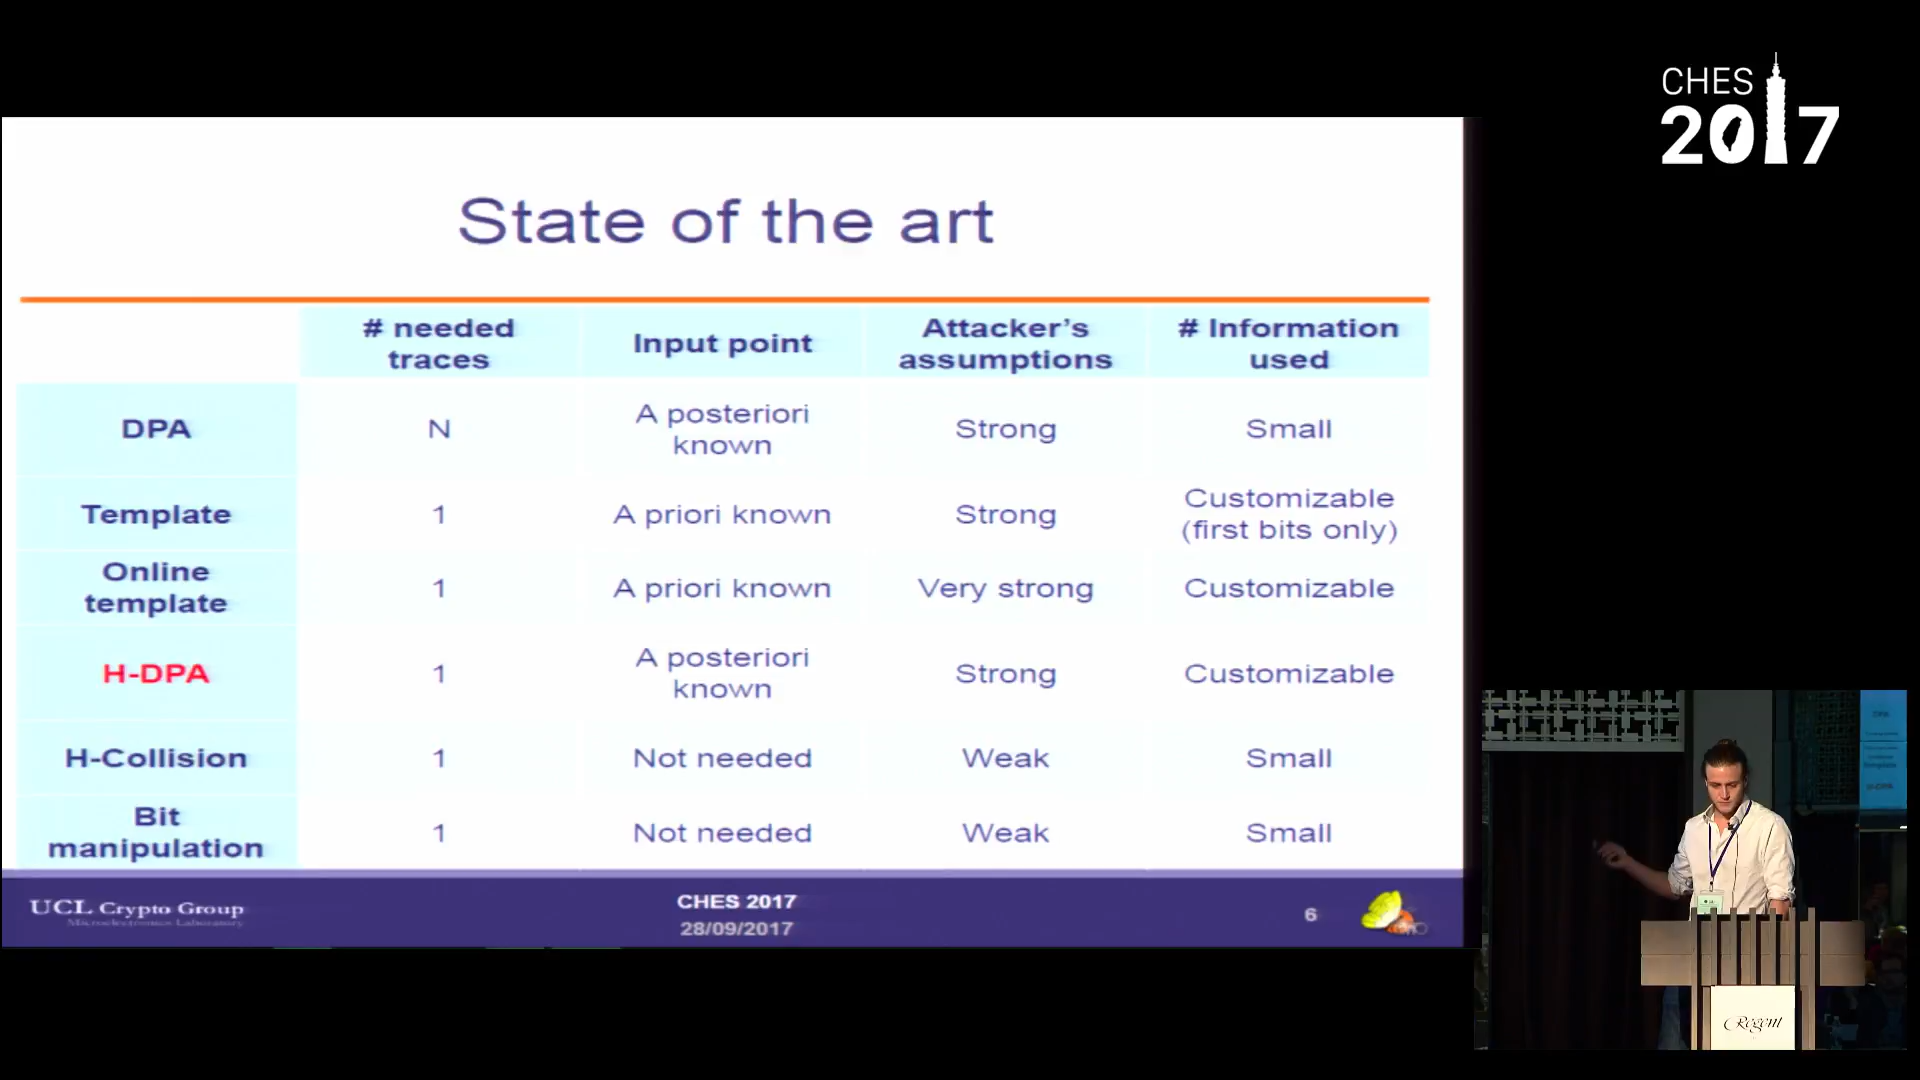 CHES
2017
State of the art
# needed
traces
Input point
Attacker's
assumptions
# Information
used
DPA
N
A posteriori
known
Strong
Small
Template
1
A priori known
Strong
Customizable
(first bits only)
Online
template
1
A priori known
Very strong
Customizable
H-DPA
1
A posteriori
known
Strong
Customizable
H-Collision
1
Not needed
Weak
Small
Bit
manipulation
1
Not needed
Weak
Small
UCL Crypto Group
Microelectronics Laboratory
CHES 2017
28/09/2017
6
Regent